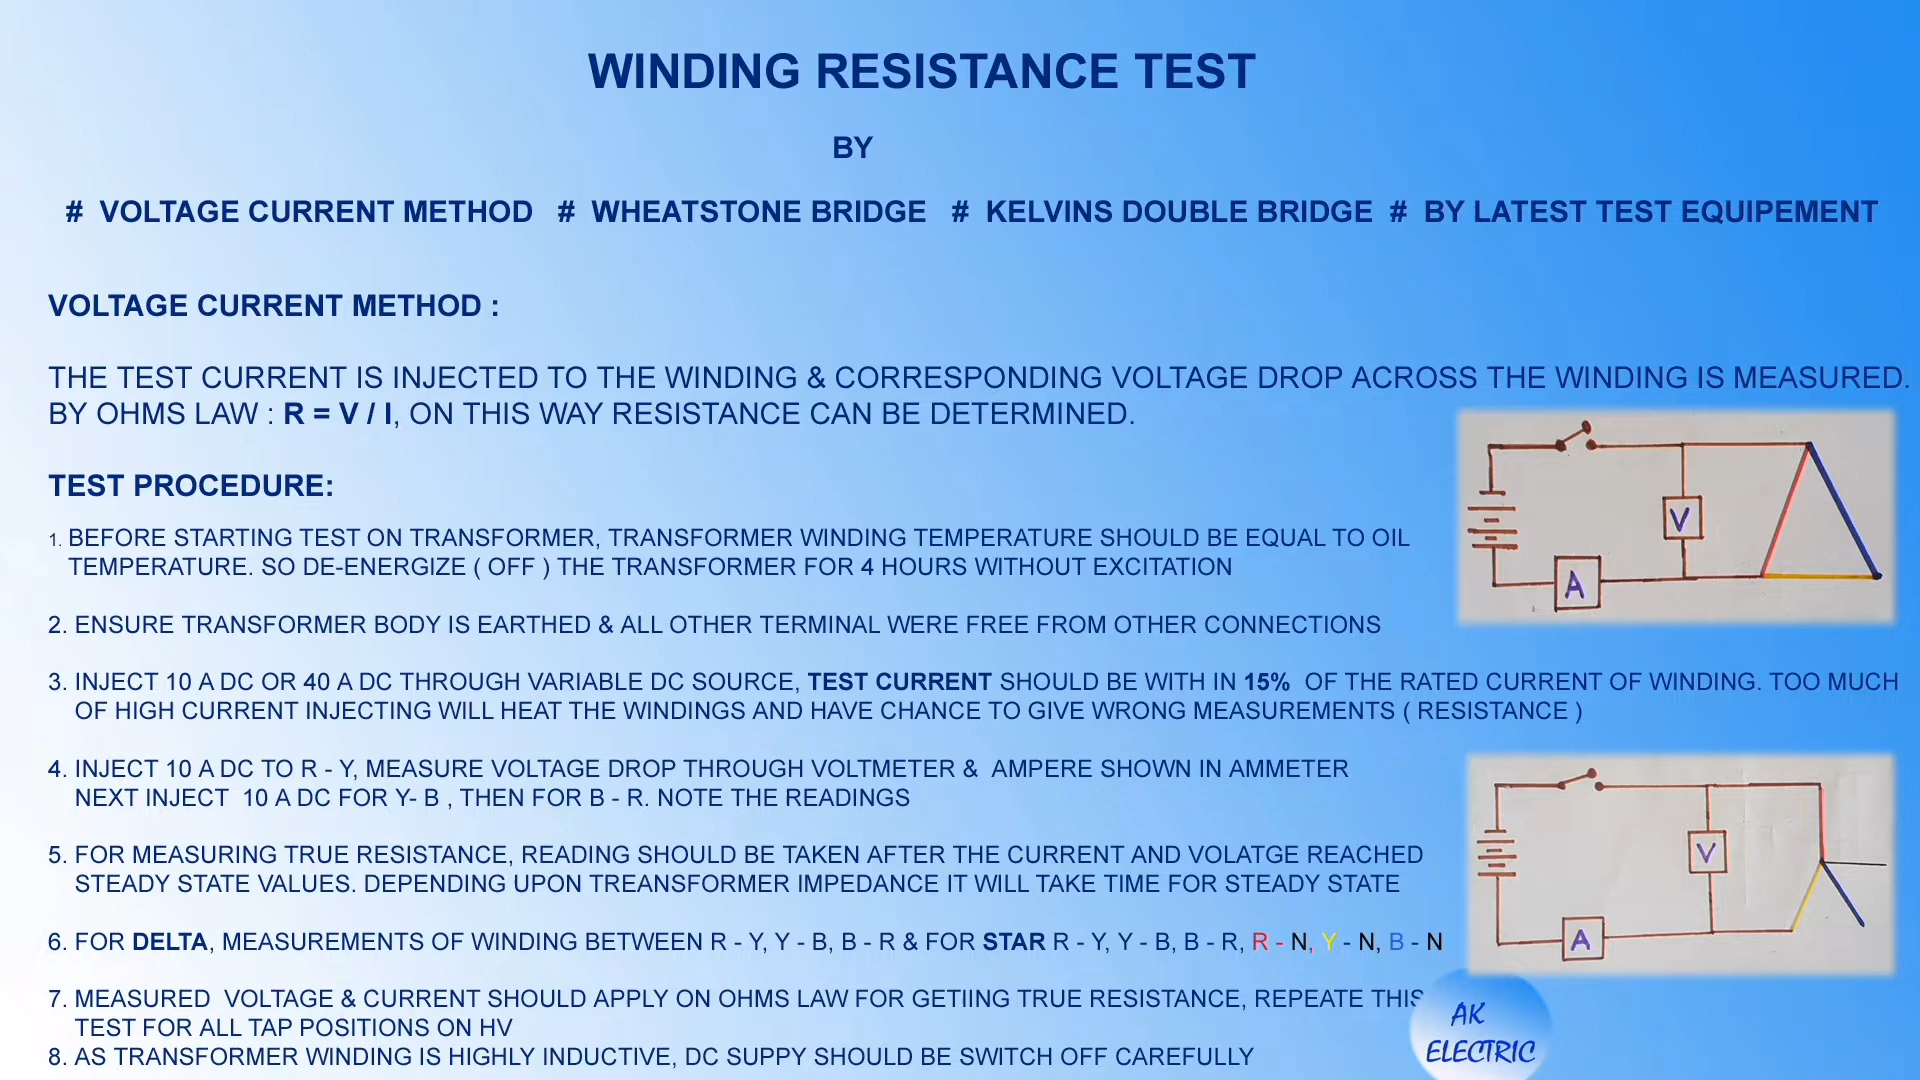 WINDING RESISTANCE TEST
BY
# VOLTAGE CURRENT METHOD # WHEATSTONE BRIDGE # KELVINS DOUBLE BRIDGE # BY LATEST TEST EQUIPEMENT
VOLTAGE CURRENT METHOD :
THE TEST CURRENT IS INJECTED TO THE WINDING & CORRESPONDING VOLTAGE DROP ACROSS THE WINDING IS MEASURED.
BY OHMS LAW : R = V / I, ON THIS WAY RESISTANCE CAN BE DETERMINED.
TEST PROCEDURE:
1. BEFORE STARTING TEST ON TRANSFORMER, TRANSFORMER WINDING TEMPERATURE SHOULD BE EQUAL TO OIL
TEMPERATURE. SO DE-ENERGIZE ( OFF ) THE TRANSFORMER FOR 4 HOURS WITHOUT EXCITATION
V
A
2. ENSURE TRANSFORMER BODY IS EARTHED & ALL OTHER TERMINAL WERE FREE FROM OTHER CONNECTIONS
3. INJECT 10 A DC OR 40 A DC THROUGH VARIABLE DC SOURCE, TEST CURRENT SHOULD BE WITH IN 15% OF THE RATED CURRENT OF WINDING. TOO MUCH
OF HIGH CURRENT INJECTING WILL HEAT THE WINDINGS AND HAVE CHANCE TO GIVE WRONG MEASUREMENTS ( RESISTANCE )
4. INJECT 10 A DC TO R - Y, MEASURE VOLTAGE DROP THROUGH VOLTMETER & AMPERE SHOWN IN AMMETER
NEXT INJECT 10 A DC FOR Y- B , THEN FOR B - R. NOTE THE READINGS
5. FOR MEASURING TRUE RESISTANCE, READING SHOULD BE TAKEN AFTER THE CURRENT AND VOLATGE REACHED
STEADY STATE VALUES. DEPENDING UPON TREANSFORMER IMPEDANCE IT WILL TAKE TIME FOR STEADY STATE
V
A
6. FOR DELTA, MEASUREMENTS OF WINDING BETWEEN R - Y, Y - B, B - R & FOR STAR R - Y, Y - B, B - R, R - N, Y - N, B - N
7. MEASURED VOLTAGE & CURRENT SHOULD APPLY ON OHMS LAW FOR GETIING TRUE RESISTANCE, REPEATE THIS
TEST FOR ALL TAP POSITIONS ON HV
8. AS TRANSFORMER WINDING IS HIGHLY INDUCTIVE, DC SUPPY SHOULD BE SWITCH OFF CAREFULLY
AK
ELECTRIC